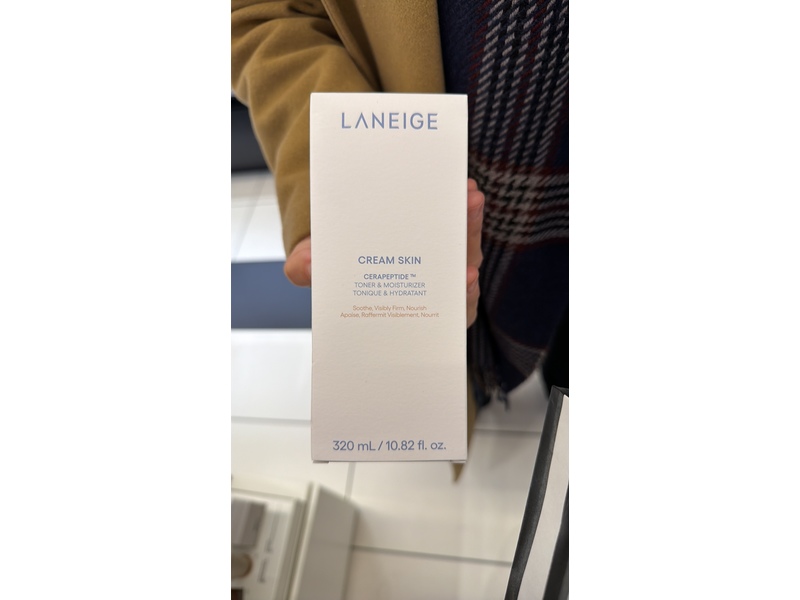 LANEIGE
CREAM SKIN
CERAPEPTIDE™
TONER & MOISTURIZER
TONIQUE & HYDRATANT
Soothe, Visibly Firm, Nourish
Apaise, Raffermit Visiblement, Nourrit
320 mL / 10.82 fl. oz.